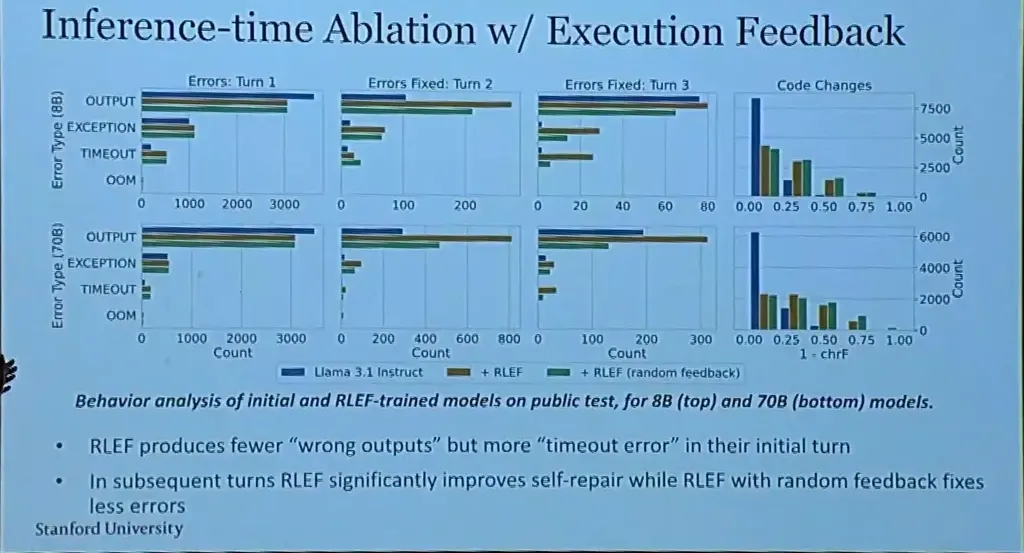 Inference-time Ablation w/ Execution Feedback
Errors: Turn 1
Errors Fixed: Turn 2
Errors Fixed: Turn 3
Code Changes
Error Type (8B)
OUTPUT
EXCEPTION
TIMEOUT
OOM
0 1000 2000 3000
0 100 200
0 20 40 60 80
0.00 0.25 0.50 0.75 1.00
7500
5000
2500
0
Count
Error Type (70B)
OUTPUT
EXCEPTION
TIMEOUT
OOM
0 1000 2000 3000
Count
0 200 400 600 800
Count
0 100 200 300
Count
0.00 0.25 0.50 0.75 1.00
1 - chrF
6000
4000
2000
0
Count
Llama 3.1 Instruct + RLEF + RLEF (random feedback)
Behavior analysis of initial and RLEF-trained models on public test, for 8B (top) and 70B (bottom) models.
• RLEF produces fewer “wrong outputs” but more “timeout error” in their initial turn
• In subsequent turns RLEF significantly improves self-repair while RLEF with random feedback fixes
less errors
Stanford University